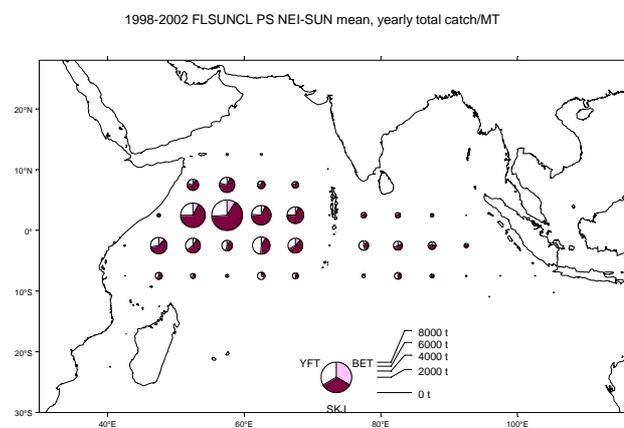 1998-2002 FLSUNCL PS NEI-SUN mean, yearly total catch/MT
20°N
10°N
0°
10°S
20°S
30°S
40°E
60°E
80°E
100°E
YFT
BET
SKJ
8000 t
6000 t
4000 t
2000 t
0 t